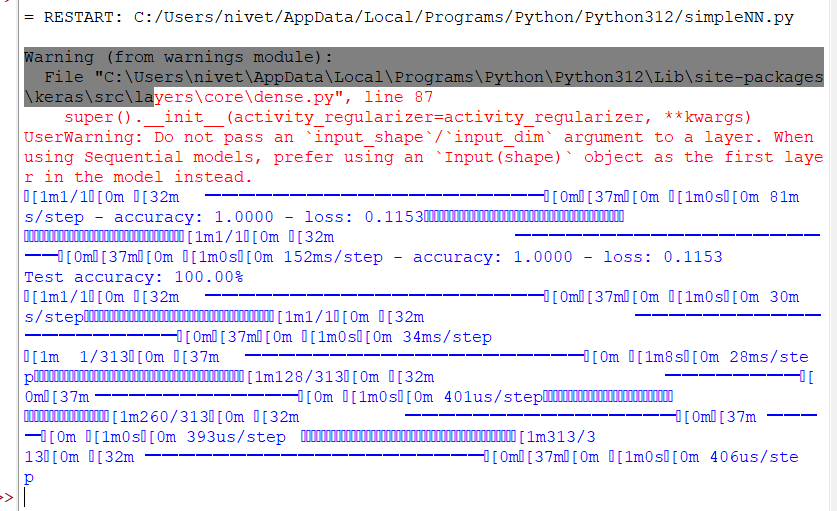 = RESTART: C:/Users/nivet/AppData/Local/Programs/Python/Python312/simpleNN.py
Warning (from warnings module):
  File "C:\Users\nivet\AppData\Local\Programs\Python\Python312\Lib\site-packages
\keras\src\layers\core\dense.py", line 87
    super().__init__(activity_regularizer=activity_regularizer, **kwargs)
UserWarning: Do not pass an `input_shape`/`input_dim` argument to a layer. When
using Sequential models, prefer using an `Input(shape)` object as the first laye
r in the model instead.
[1m1/1[0m [32m ━━━━━━━━━━━━━━━━━━━━[0m[37m[0m [1m0s[0m 81m
s/step - accuracy: 1.0000 - loss: 0.1153
[1m1/1[0m [32m ━━━━━━━━━━━━━━━━━━
━━[0m[37m[0m [1m0s[0m 152ms/step - accuracy: 1.0000 - loss: 0.1153
Test accuracy: 100.00%
[1m1/1[0m [32m ━━━━━━━━━━━━━━━━━━━━[0m[37m[0m [1m0s[0m 30m
s/step[1m1/1[0m [32m ━━━━━━━━━━━
━━━━━━━━━[0m[37m[0m [1m0s[0m 34ms/step
[1m  1/313[0m [37m ━━━━━━━━━━━━━━━━━━━━[0m [1m8s[0m 28ms/ste
p[1m128/313[0m [32m ━━━━━━━━[
0m[37m━━━━━━━━━━━━[0m [1m0s[0m 401us/step
[1m260/313[0m [32m ━━━━━━━━━━━━━━━━[0m[37m━━━
━[0m [1m0s[0m 393us/step [1m313/3
13[0m [32m━━━━━━━━━━━━━━━━━━━━[0m[37m[0m [1m0s[0m 406us/ste
p
>>